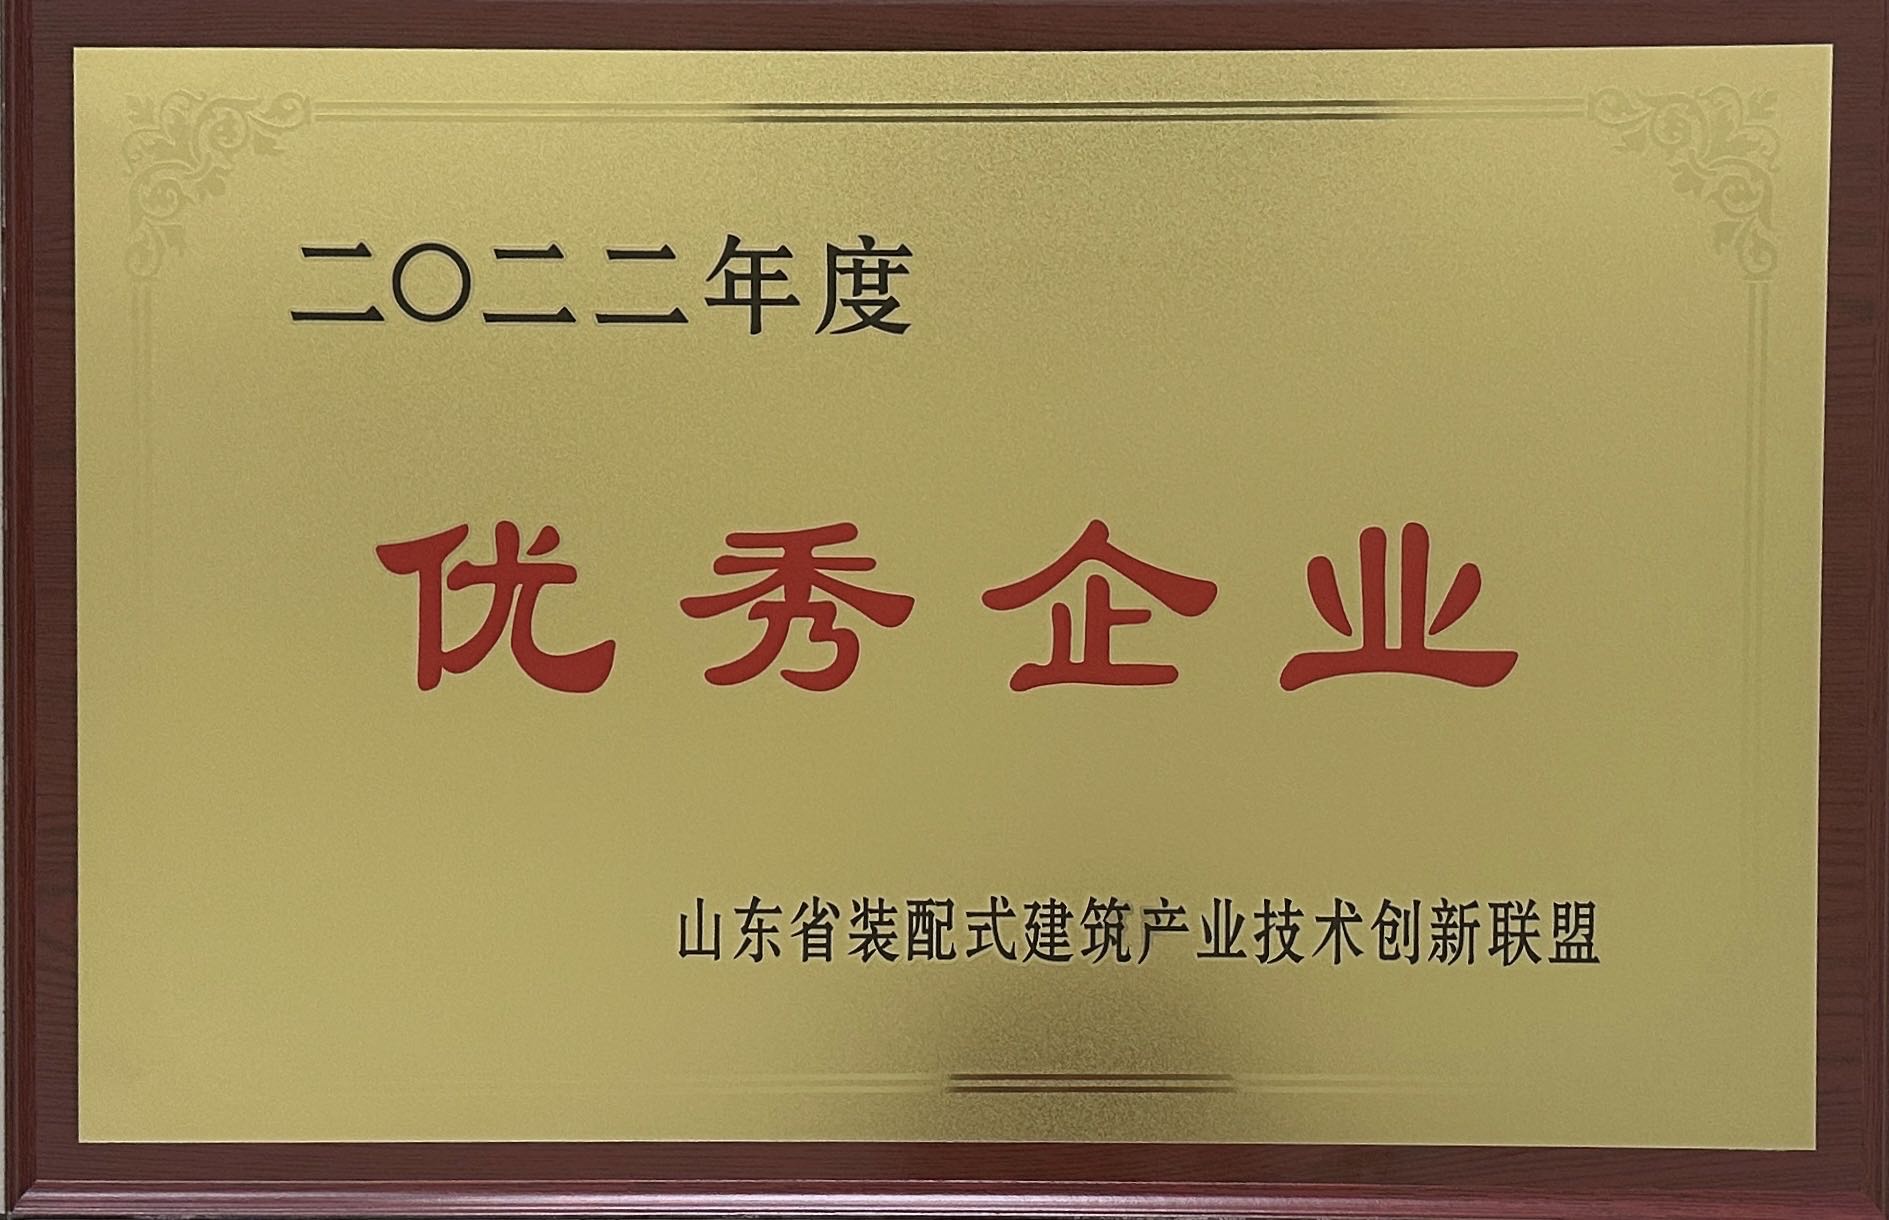 二〇二二年度
优秀企业
山东省装配式建筑产业技术创新联盟